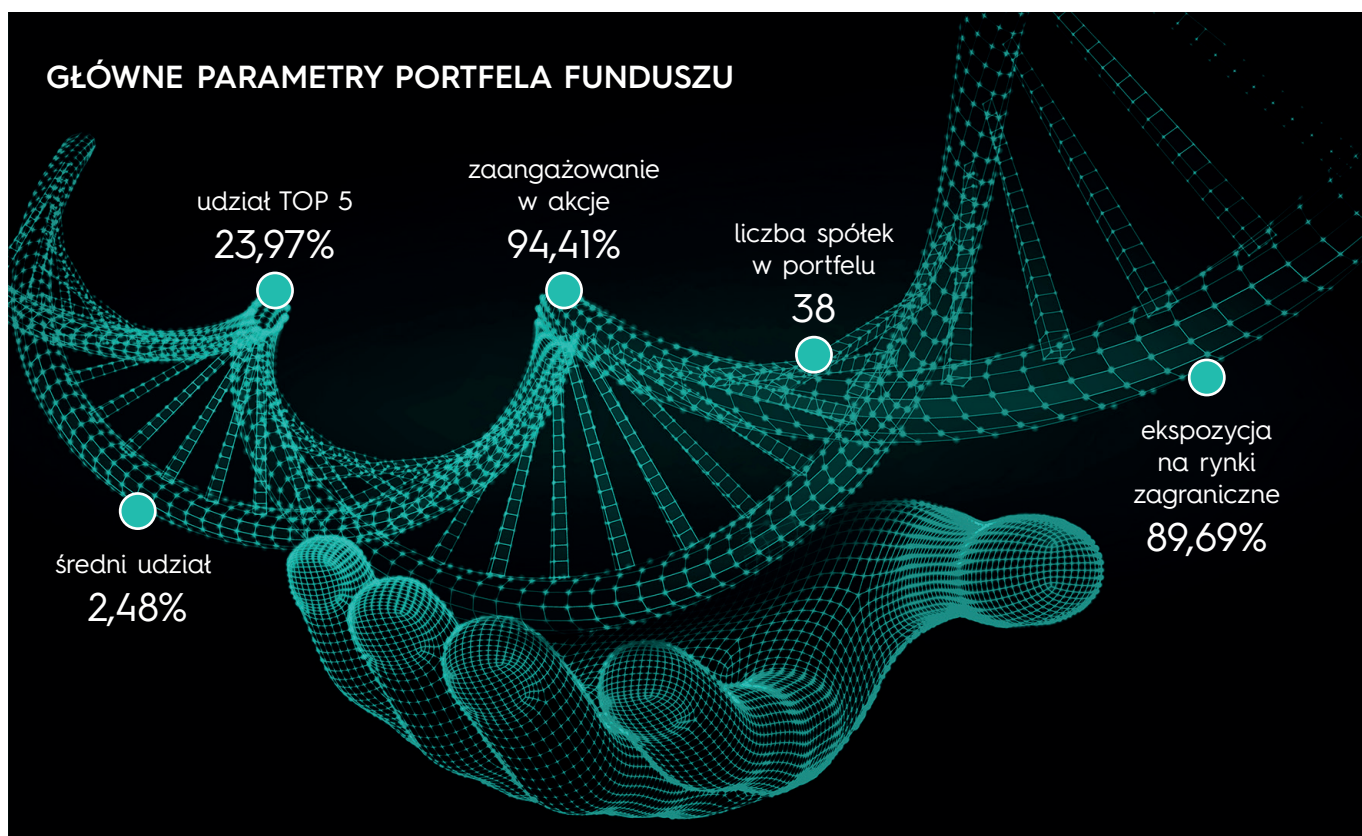 GŁÓWNE PARAMETRY PORTFELA FUNDUSZU
udział TOP 5
23,97%
zaangażowanie
w akcje
94,41%
liczba spółek
w portfelu
38
ekspozycja
na rynki
zagraniczne
89,69%
średni udział
2,48%